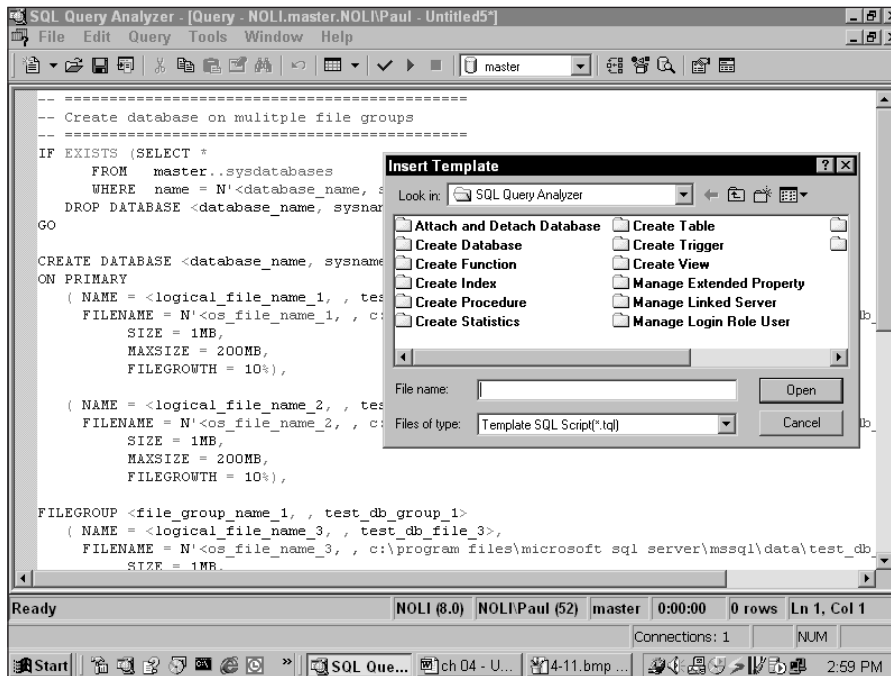 SQL Query Analyzer - [Query - NOLI.master.NOLI\Paul - Untitled5*]
File Edit Query Tools Window Help
master
-- =============================================
-- Create database on mulitple file groups
-- =============================================
IF EXISTS (SELECT *
FROM master..sysdatabases
WHERE name = N'<database_name, s
DROP DATABASE <database_name, sysnam
GO
CREATE DATABASE <database_name, sysname
ON PRIMARY
( NAME = <logical_file_name_1, , tes
FILENAME = N'<os_file_name_1, , c: db_
SIZE = 1MB,
MAXSIZE = 200MB,
FILEGROWTH = 10%),
( NAME = <logical_file_name_2, , tes
FILENAME = N'<os_file_name_2, , c: db_
SIZE = 1MB,
MAXSIZE = 200MB,
FILEGROWTH = 10%),
FILEGROUP <file_group_name_1, , test_db_group_1>
( NAME = <logical_file_name_3, , test_db_file_3>,
FILENAME = N'<os_file_name_3, , c:\program files\microsoft sql server\mssql\data\test_db_
SIZE = 1MB,
Insert Template
Look in: SQL Query Analyzer
Attach and Detach Database Create Table
Create Database Create Trigger
Create Function Create View
Create Index Manage Extended Property
Create Procedure Manage Linked Server
Create Statistics Manage Login Role User
File name: Open
Files of type: Template SQL Script(*.tql) Cancel
Ready NOLI (8.0) NOLI\Paul (52) master 0:00:00 0 rows Ln 1, Col 1
Connections: 1 NUM
Start SQL Que... ch 04 - U... 4-11.bmp ... 2:59 PM